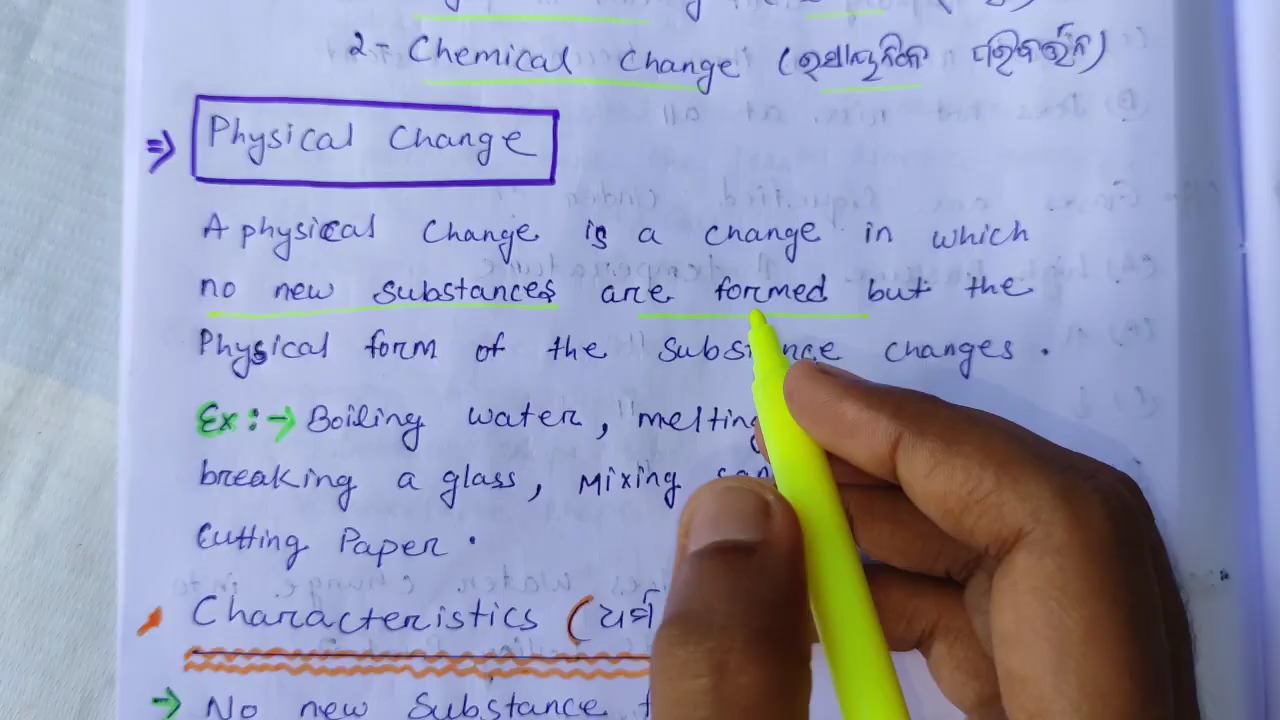 2 - Chemical Change (ରାସାୟନିକ ପରିବର୍ତ୍ତନ)
⇒ Physical Change
A physical Change is a change in which
no new substances are formed but the
Physical form of the substance changes.
Ex:→ Boiling water, melting
breaking a glass, Mixing
Cutting Paper.
Characteristics (ଧର୍ମ
→ No new Substance